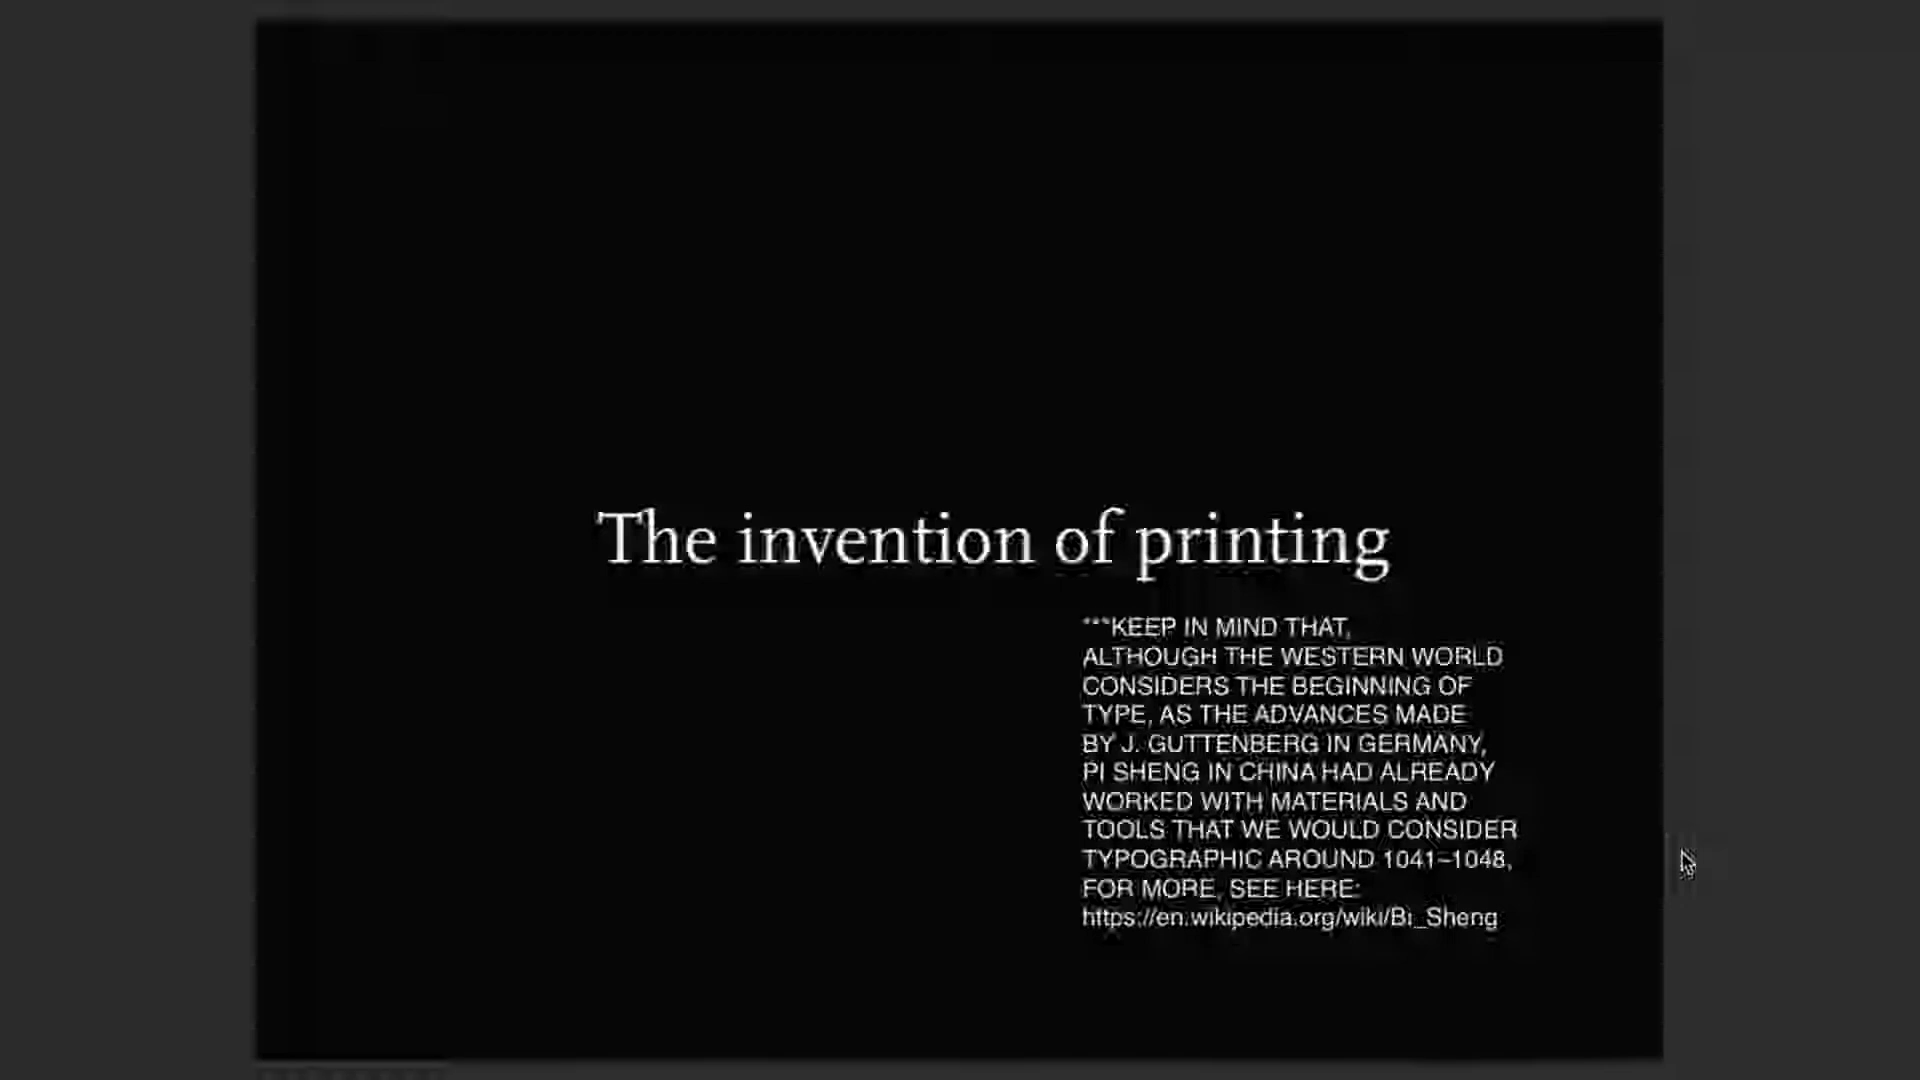 The invention of printing
***KEEP IN MIND THAT,
ALTHOUGH THE WESTERN WORLD
CONSIDERS THE BEGINNING OF
TYPE, AS THE ADVANCES MADE
BY J. GUTTENBERG IN GERMANY,
PI SHENG IN CHINA HAD ALREADY
WORKED WITH MATERIALS AND
TOOLS THAT WE WOULD CONSIDER
TYPOGRAPHIC AROUND 1041–1048,
FOR MORE, SEE HERE:
https://en.wikipedia.org/wiki/Bi_Sheng